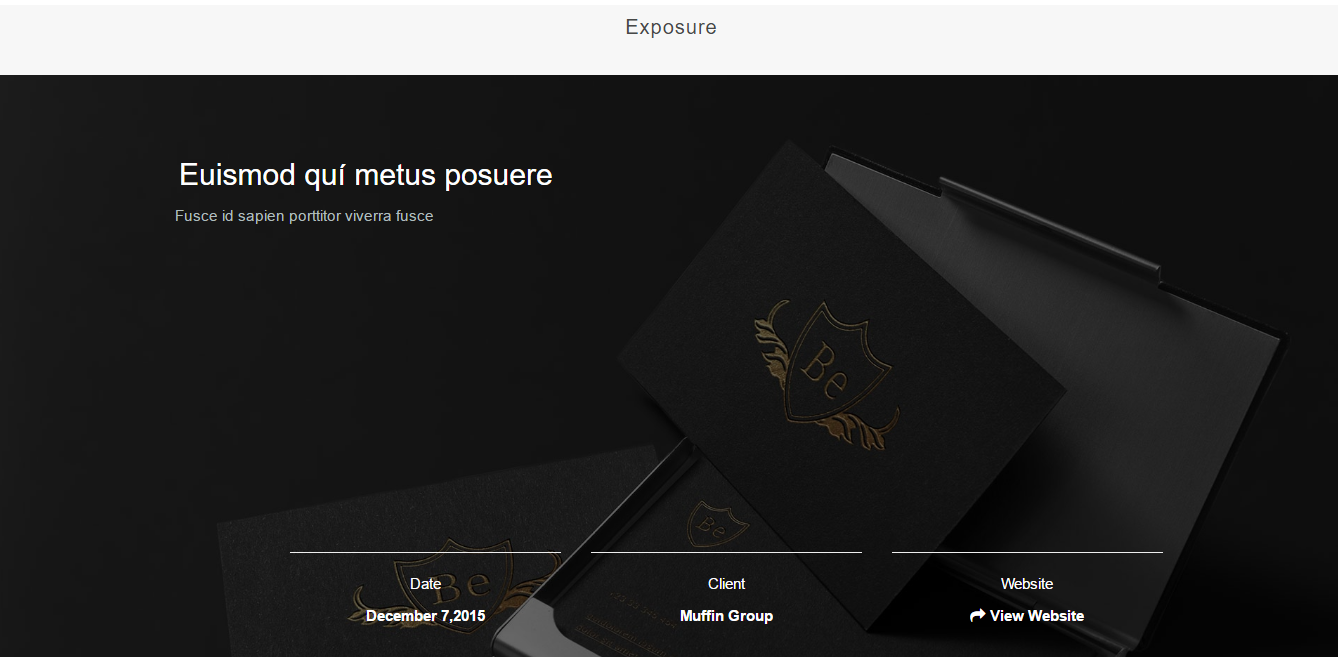 Exposure
Euismod quí metus posuere
Fusce id sapien porttitor viverra fusce
Be
Be
Be
Date
December 7,2015
Client
Muffin Group
Website
View Website